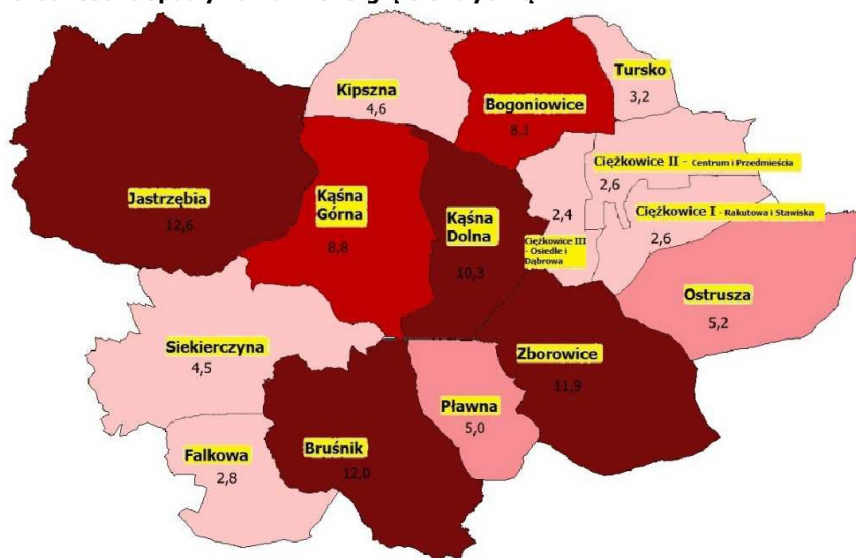 Kipszna
4,6
Tursko
3,2
Bogoniowice
8,1
Ciężkowice II - Centrum i Przedmieścia
2,6
Jastrzębia
12,6
Kąśna
Górna
8,8
Kąśna
Dolna
10,3
2,4
Ciężkowice III
- Osiedle i
Dąbrowa
Ciężkowice I - Rakutowa i Stawiska
2,6
Ostrusza
5,2
Siekierczyna
4,5
Zborowice
11,9
Pławna
5,0
Falkowa
2,8
Bruśnik
12,0